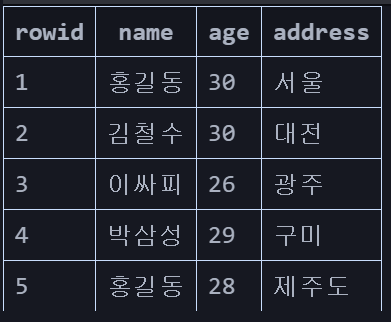 rowid name age address
1 홍길동 30 서울
2 김철수 30 대전
3 이싸피 26 광주
4 박삼성 29 구미
5 홍길동 28 제주도